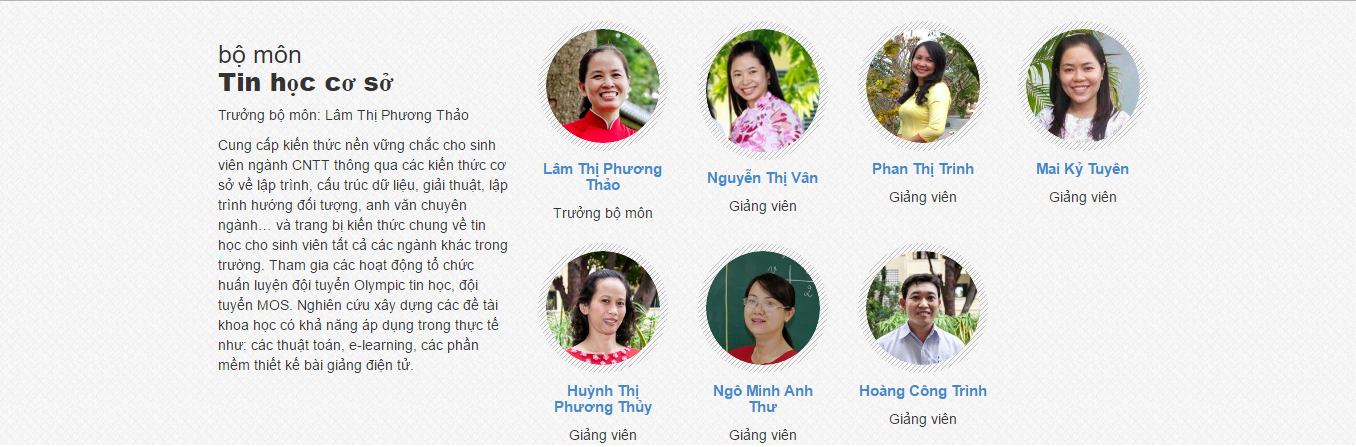 bộ môn
Tin học cơ sở
Trưởng bộ môn: Lâm Thị Phương Thảo
Cung cấp kiến thức nền vững chắc cho sinh
viên ngành CNTT thông qua các kiến thức cơ
sở về lập trình, cấu trúc dữ liệu, giải thuật, lập
trình hướng đối tượng, anh văn chuyên
ngành... và trang bị kiến thức chung về tin
học cho sinh viên tất cả các ngành khác trong
trường. Tham gia các hoạt động tổ chức
huấn luyện đội tuyển Olympic tin học, đội
tuyển MOS. Nghiên cứu xây dựng các đề tài
khoa học có khả năng áp dụng trong thực tế
như: các thuật toán, e-learning, các phần
mềm thiết kế bài giảng điện tử.
Lâm Thị Phương
Thảo
Trưởng bộ môn
Nguyễn Thị Vân
Giảng viên
Phan Thị Trinh
Giảng viên
Mai Kỷ Tuyên
Giảng viên
Huỳnh Thị
Phương Thủy
Giảng viên
Ngô Minh Anh
Thư
Giảng viên
Hoàng Công Trình
Giảng viên